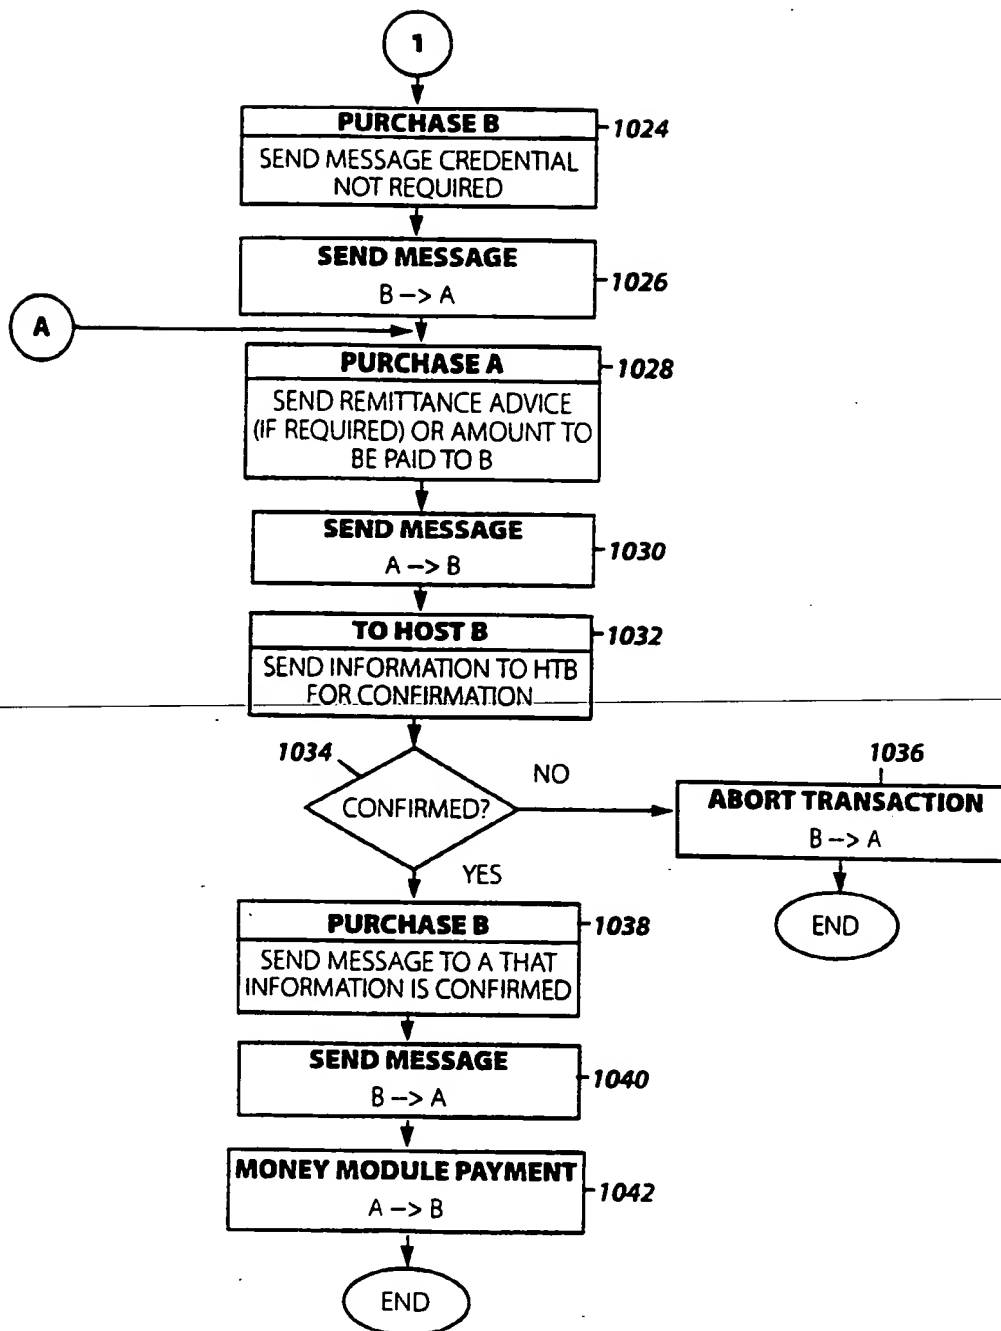 1
PURCHASE B
1024
SEND MESSAGE CREDENTIAL
NOT REQUIRED
SEND MESSAGE
1026
B --> A
A
PURCHASE A
1028
SEND REMITTANCE ADVICE
(IF REQUIRED) OR AMOUNT TO
BE PAID TO B
SEND MESSAGE
1030
A --> B
TO HOST B
1032
SEND INFORMATION TO HTB
FOR CONFIRMATION
1034
CONFIRMED?
NO
1036
ABORT TRANSACTION
B --> A
END
YES
PURCHASE B
1038
SEND MESSAGE TO A THAT
INFORMATION IS CONFIRMED
SEND MESSAGE
1040
B --> A
MONEY MODULE PAYMENT
1042
A --> B
END